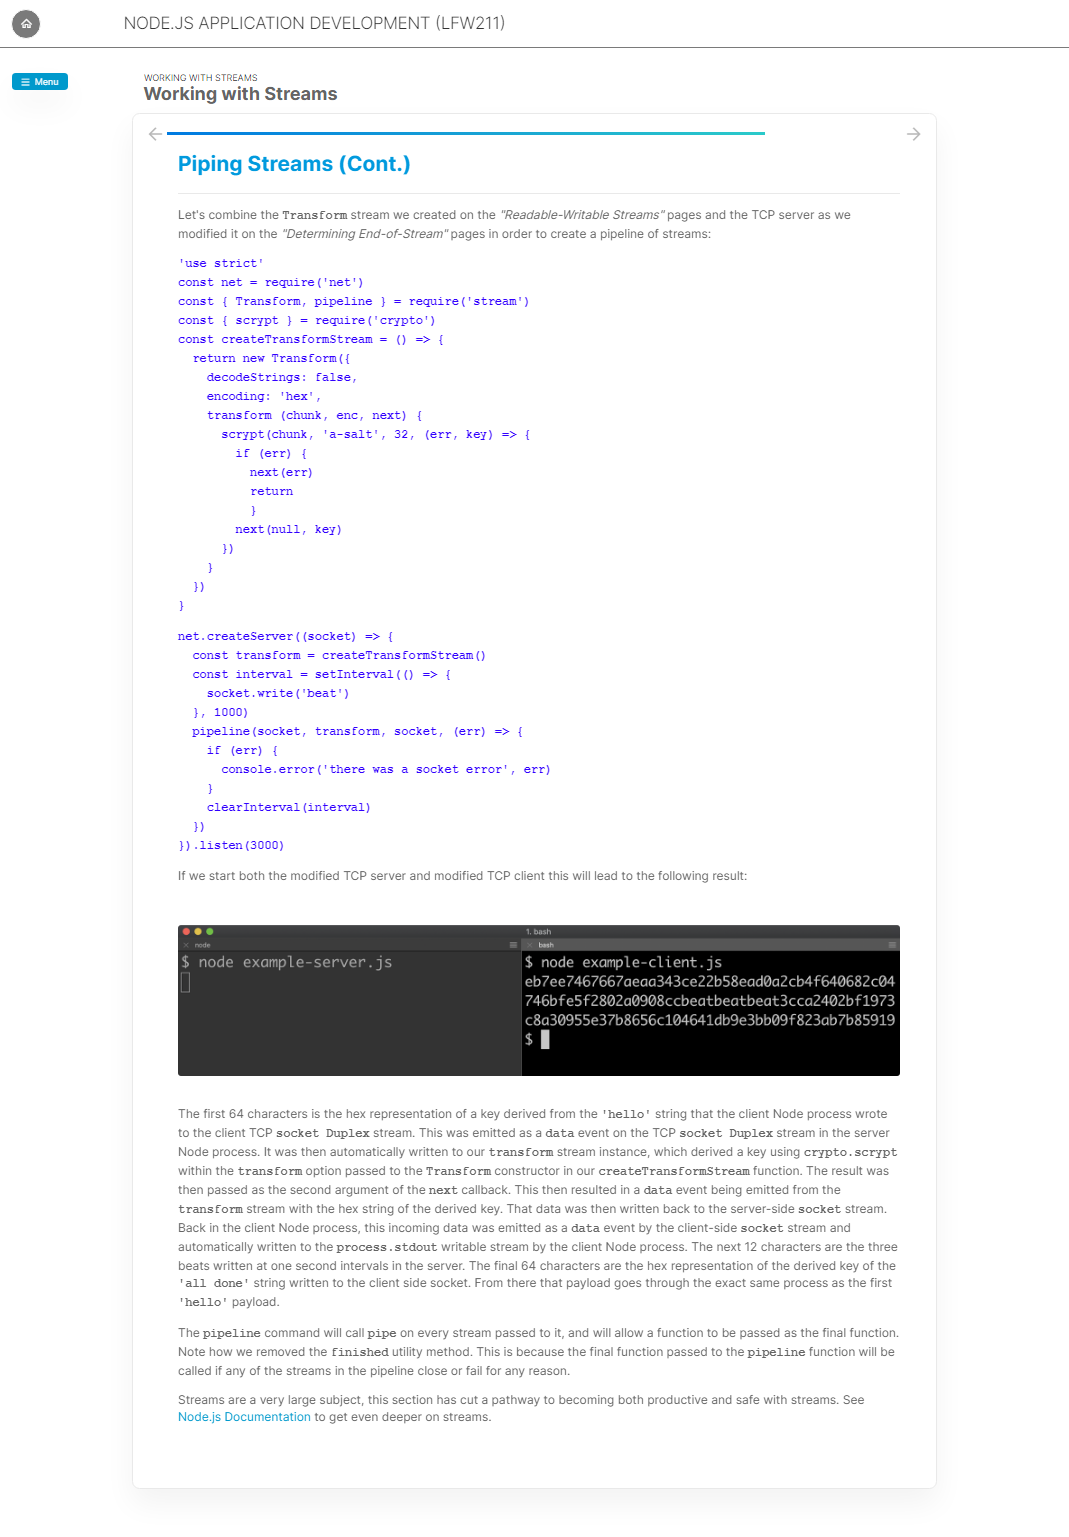 NODE.JS APPLICATION DEVELOPMENT (LFW211)
Menu
WORKING WITH STREAMS
Working with Streams
Piping Streams (Cont.)
Let's combine the Transform stream we created on the "Readable-Writable Streams" pages and the TCP server as we
modified it on the "Determining End-of-Stream" pages in order to create a pipeline of streams:
'use strict'
const net = require('net')
const { Transform, pipeline } = require('stream')
const { scrypt } = require('crypto')
const createTransformStream = () => {
  return new Transform({
    decodeStrings: false,
    encoding: 'hex',
    transform (chunk, enc, next) {
      scrypt(chunk, 'a-salt', 32, (err, key) => {
        if (err) {
          next(err)
          return
          }
        next(null, key)
      })
    }
  })
}
net.createServer((socket) => {
  const transform = createTransformStream()
  const interval = setInterval(() => {
    socket.write('beat')
  }, 1000)
  pipeline(socket, transform, socket, (err) => {
    if (err) {
      console.error('there was a socket error', err)
    }
    clearInterval(interval)
  })
}).listen(3000)
If we start both the modified TCP server and modified TCP client this will lead to the following result:
1. bash
node
bash
$ node example-server.js
$ node example-client.js
eb7ee7467667aeaa343ce22b58ead0a2cb4f640682c04
746bfe5f2802a0908ccbeatbeatbeat3cca2402bf1973
c8a30955e37b8656c104641db9e3bb09f823ab7b85919
$
The first 64 characters is the hex representation of a key derived from the 'hello' string that the client Node process wrote
to the client TCP socket Duplex stream. This was emitted as a data event on the TCP socket Duplex stream in the server
Node process. It was then automatically written to our transform stream instance, which derived a key using crypto.scrypt
within the transform option passed to the Transform constructor in our createTransformStream function. The result was
then passed as the second argument of the next callback. This then resulted in a data event being emitted from the
transform stream with the hex string of the derived key. That data was then written back to the server-side socket stream.
Back in the client Node process, this incoming data was emitted as a data event by the client-side socket stream and
automatically written to the process.stdout writable stream by the client Node process. The next 12 characters are the three
beats written at one second intervals in the server. The final 64 characters are the hex representation of the derived key of the
'all done' string written to the client side socket. From there that payload goes through the exact same process as the first
'hello' payload.
The pipeline command will call pipe on every stream passed to it, and will allow a function to be passed as the final function.
Note how we removed the finished utility method. This is because the final function passed to the pipeline function will be
called if any of the streams in the pipeline close or fail for any reason.
Streams are a very large subject, this section has cut a pathway to becoming both productive and safe with streams. See
Node.js Documentation to get even deeper on streams.